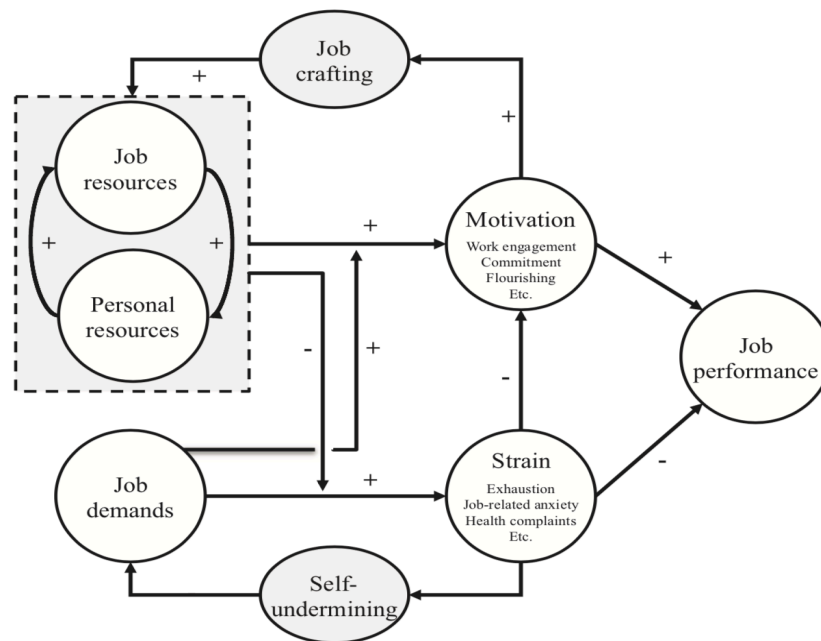 Job
crafting
+
+
Job
resources
+
+
Personal
resources
+
-
+
Motivation
Work engagement
Commitment
Flourishing
Etc.
+
Job
performance
-
-
Job
demands
+
Strain
Exhaustion
Job-related anxiety
Health complaints
Etc.
Self-
undermining